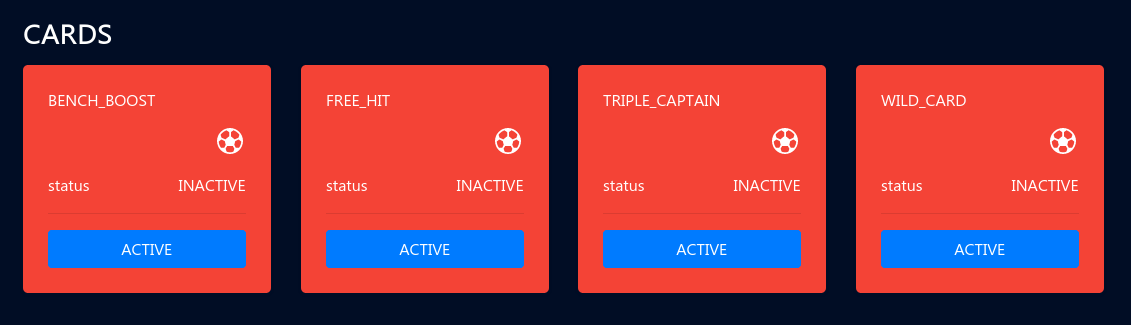 CARDS
BENCH_BOOST
status INACTIVE
ACTIVE
FREE_HIT
status INACTIVE
ACTIVE
TRIPLE_CAPTAIN
status INACTIVE
ACTIVE
WILD_CARD
status INACTIVE
ACTIVE